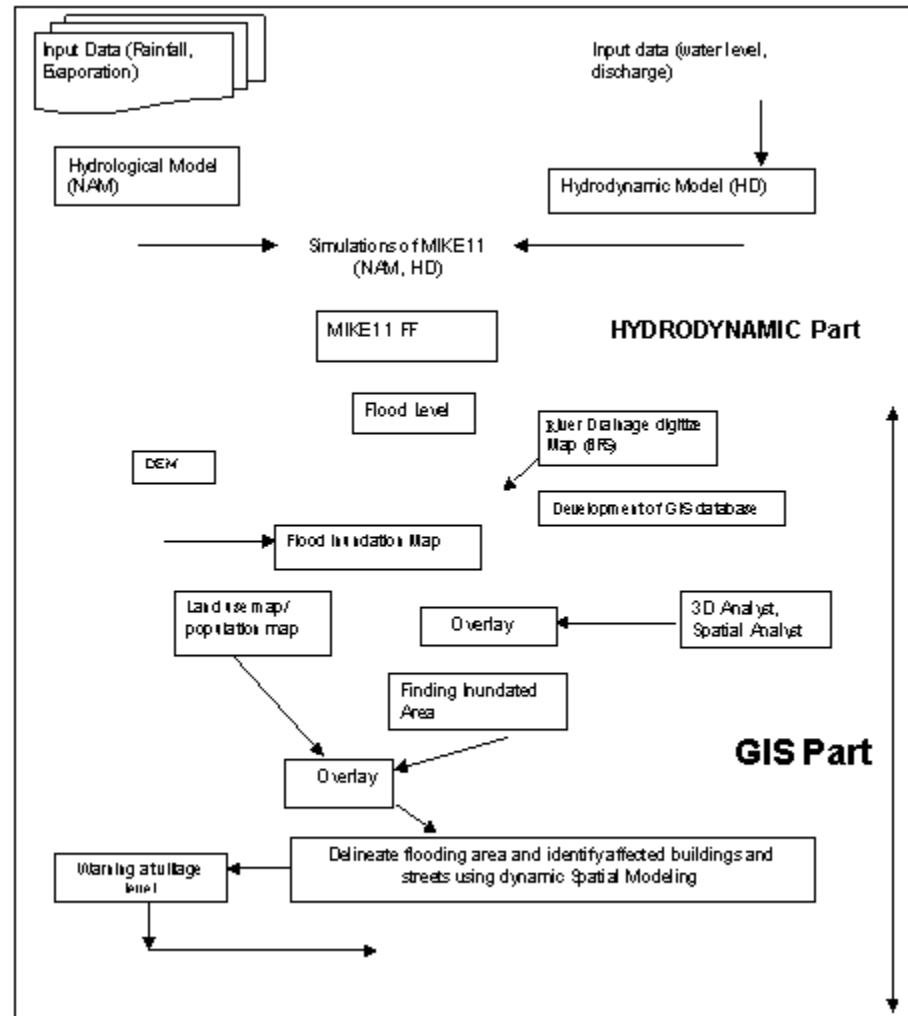 Input Data (Rainfall,
Evaporation)
Input data (water level,
discharge)
Hydrological Model
(NAM)
Hydrodynamic Model (HD)
Simulations of MIKE11
(NAM, HD)
MIKE11 FF
HYDRODYNAMIC Part
Flood Level
River Drainage digitize
Map
DEM
Development of GIS database
Flood Inundation Map
Land use map/
population map
Overlay
3D Analyst,
Spatial Analyst
Finding Inundated
Area
GIS Part
Overlay
Delineate flooding area and identify affected buildings and
streets using dynamic Spatial Modeling
Warning at village
level